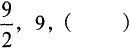 9/2, 9, (    )